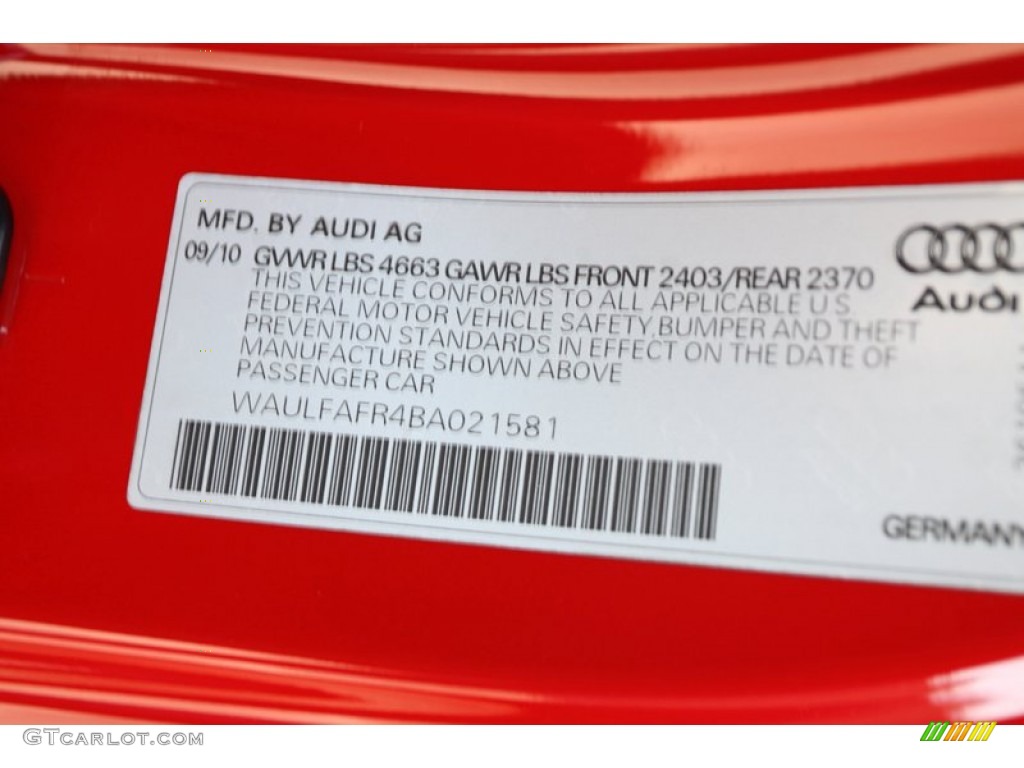 MFD. BY AUDI AG
09/10 GVWR LBS 4663 GAWR LBS FRONT 2403/REAR 2370
THIS VEHICLE CONFORMS TO ALL APPLICABLE U S
FEDERAL MOTOR VEHICLE SAFETY, BUMPER AND THEFT
PREVENTION STANDARDS IN EFFECT ON THE DATE OF
MANUFACTURE SHOWN ABOVE
PASSENGER CAR
WAULFAFR4BA021581
Audi
GERMANY
GTCarlot.com